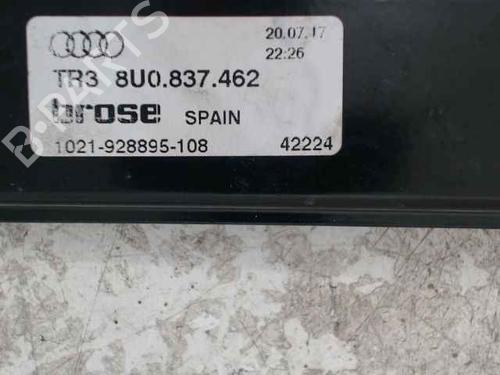 20.07.17
22:26
TR3 8U0.837.462
brose SPAIN
1021-928895-108 42224
B-PARTS